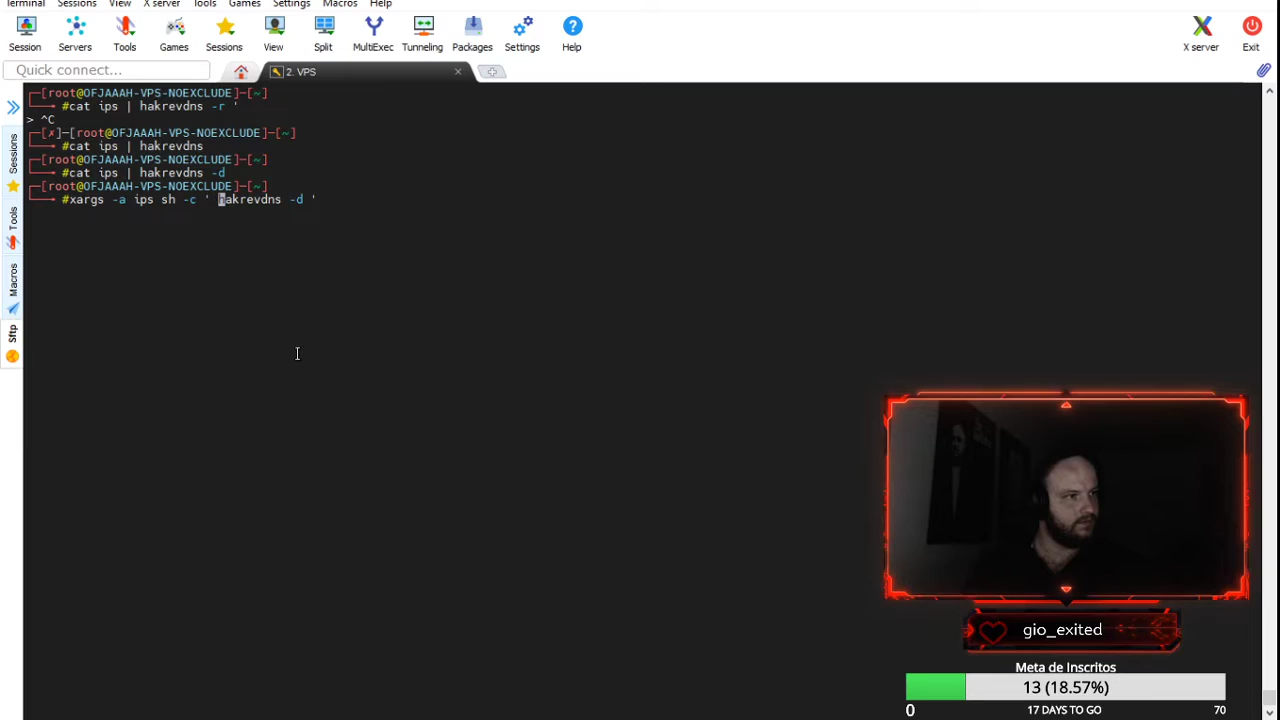 Terminal Sessions View X server Tools Games Settings Macros Help
Session Servers Tools Games Sessions View Split MultiExec Tunneling Packages Settings Help X server Exit
Quick connect...
2. VPS
┌─[root@OFJAAAH-VPS-NOEXCLUDE]─[~]
└──╼ #cat ips | hakrevdns -r '
> ^C
┌─[✗]─[root@OFJAAAH-VPS-NOEXCLUDE]─[~]
└──╼ #cat ips | hakrevdns
┌─[root@OFJAAAH-VPS-NOEXCLUDE]─[~]
└──╼ #cat ips | hakrevdns -d
┌─[root@OFJAAAH-VPS-NOEXCLUDE]─[~]
└──╼ #xargs -a ips sh -c ' hakrevdns -d '
Sessions
Tools
Macros
Sftp
gio_exited
Meta de Inscritos
13 (18.57%)
0 17 DAYS TO GO 70